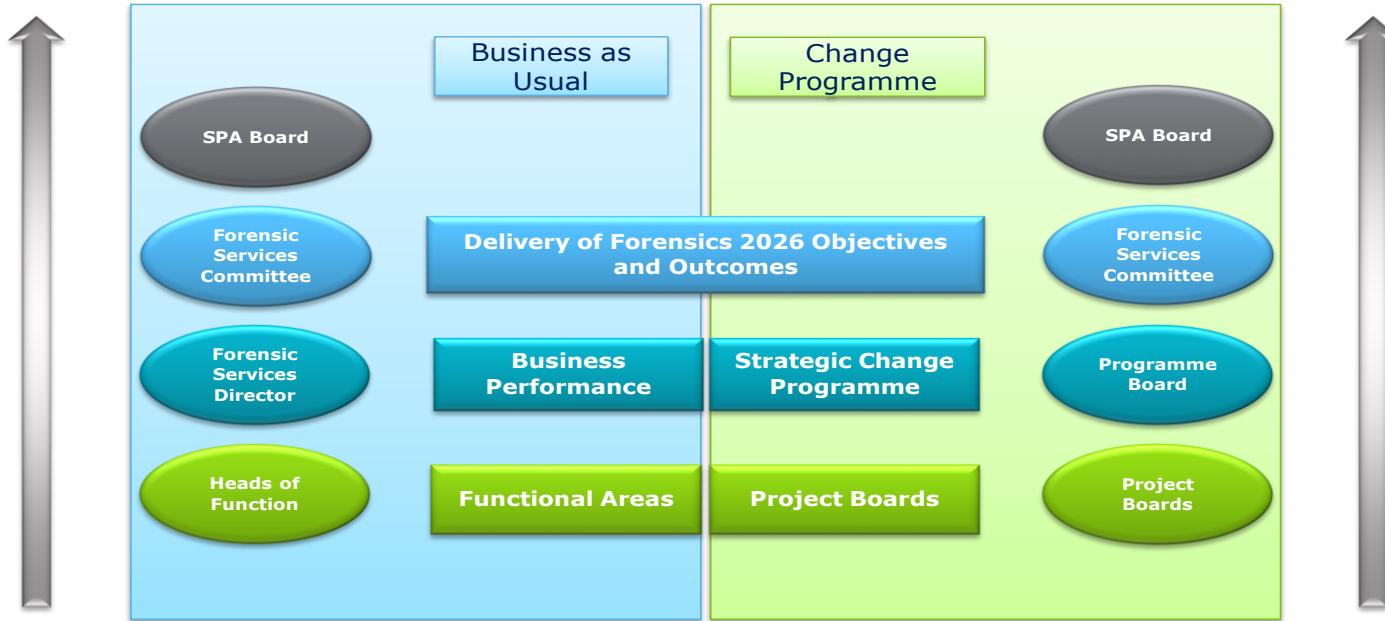 Business as
Usual
Change
Programme
SPA Board
SPA Board
Forensic
Services
Committee
Delivery of Forensics 2026 Objectives
and Outcomes
Forensic
Services
Committee
Forensic
Services
Director
Business
Performance
Strategic Change
Programme
Programme
Board
Heads of
Function
Functional Areas
Project Boards
Project
Boards